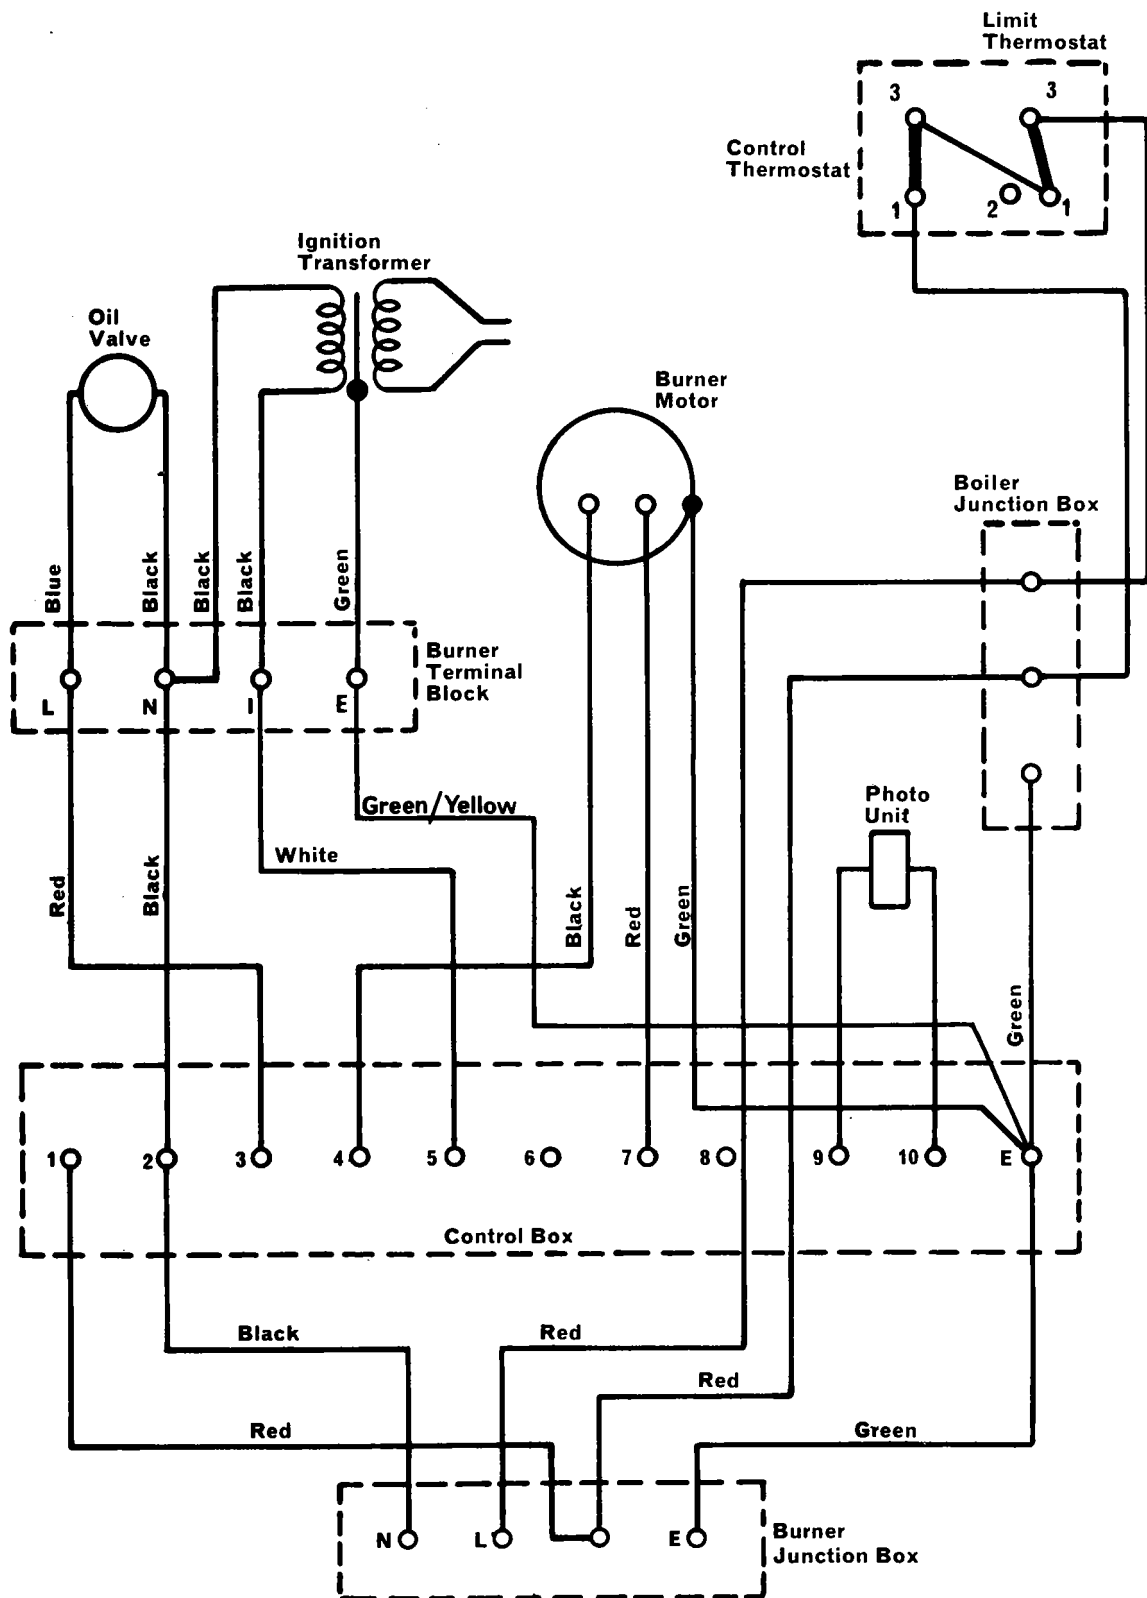 Limit
Thermostat
3
3
Control
Thermostat
1
2
1
Ignition
Transformer
Oil
Valve
Burner
Motor
Boiler
Junction Box
Blue
Black
Black
Black
Green
Burner
Terminal
Block
L
N
I
E
Green/Yellow
Photo
Unit
White
Red
Black
Black
Red
Green
Green
1
2
3
4
5
6
7
8
9
10
E
Control Box
Black
Red
Red
Red
Green
N
L
E
Burner
Junction Box